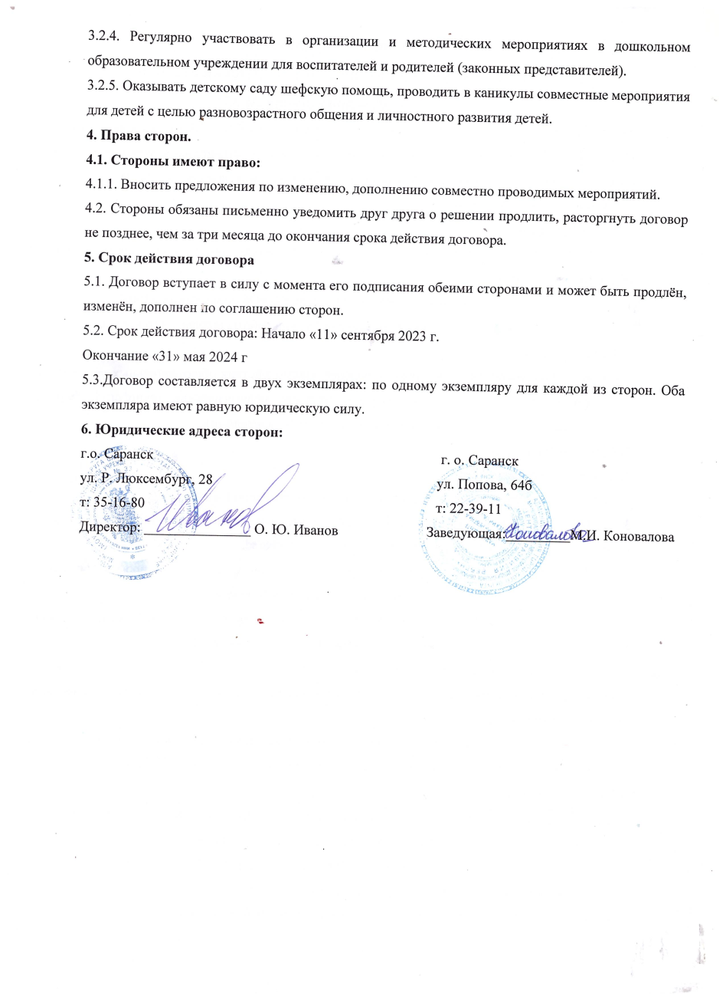 3.2.4. Регулярно участвовать в организации и методических мероприятиях в дошкольном
образовательном учреждении для воспитателей и родителей (законных представителей).
3.2.5. Оказывать детскому саду шефскую помощь, проводить в каникулы совместные мероприятия
для детей с целью разновозрастного общения и личностного развития детей.
4. Права сторон.
4.1. Стороны имеют право:
4.1.1. Вносить предложения по изменению, дополнению совместно проводимых мероприятий.
4.2. Стороны обязаны письменно уведомить друг друга о решении продлить, расторгнуть договор
не позднее, чем за три месяца до окончания срока действия договора.
5. Срок действия договора
5.1. Договор вступает в силу с момента его подписания обеими сторонами и может быть продлён,
изменён, дополнен по соглашению сторон.
5.2. Срок действия договора: Начало «11» сентября 2023 г.
Окончание «31» мая 2024 г
5.3.Договор составляется в двух экземплярах: по одному экземпляру для каждой из сторон. Оба
экземпляра имеют равную юридическую силу.
6. Юридические адреса сторон:
г.о. Саранск
ул. Р. Люксембург, 28
т: 35-16-80
Директор: Иванов О. Ю. Иванов
г. о. Саранск
ул. Попова, 64б
т: 22-39-11
Заведующая: Коновалова М.И. Коновалова